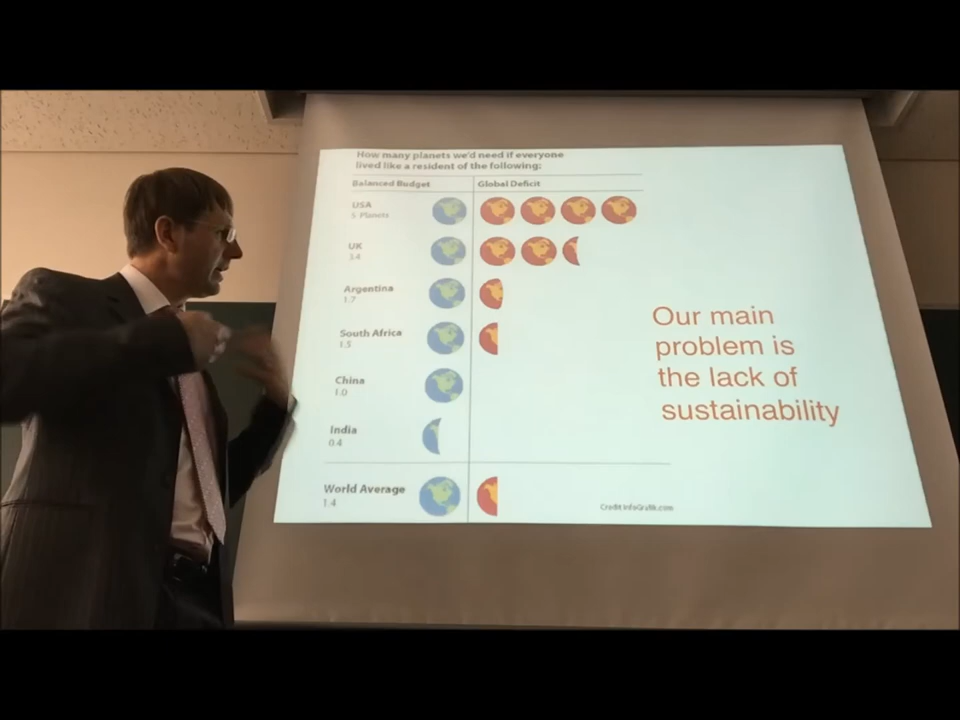 How many planets we'd need if everyone
lived like a resident of the following:
Balanced Budget Global Deficit
USA
5 Planets
UK
3.4
Argentina
1.7
South Africa
1.5
China
1.0
India
0.4
World Average
1.4
Our main
problem is
the lack of
sustainability
Credit InfoGrafik.com